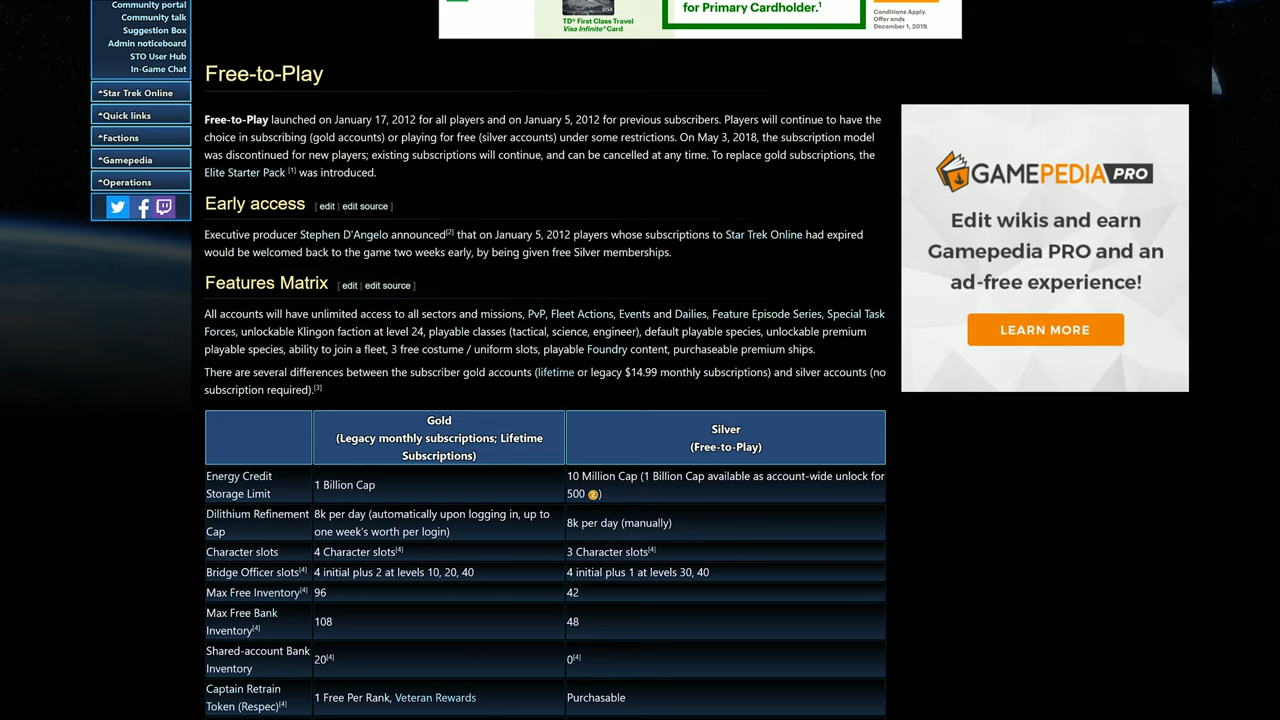 Community portal
Community talk
Suggestion Box
Admin noticeboard
STO User Hub
In-Game Chat
Star Trek Online
Quick links
Factions
Gamepedia
Operations
TD® First Class Travel
Visa Infinite* Card
for Primary Cardholder.¹
Conditions Apply.
Offer ends
December 1, 2019.
Free-to-Play
Free-to-Play launched on January 17, 2012 for all players and on January 5, 2012 for previous subscribers. Players will continue to have the
choice in subscribing (gold accounts) or playing for free (silver accounts) under some restrictions. On May 3, 2018, the subscription model
was discontinued for new players; existing subscriptions will continue, and can be cancelled at any time. To replace gold subscriptions, the
Elite Starter Pack [1] was introduced.
Early access [ edit | edit source ]
Executive producer Stephen D'Angelo announced[2] that on January 5, 2012 players whose subscriptions to Star Trek Online had expired
would be welcomed back to the game two weeks early, by being given free Silver memberships.
Features Matrix [ edit | edit source ]
All accounts will have unlimited access to all sectors and missions, PvP, Fleet Actions, Events and Dailies, Feature Episode Series, Special Task
Forces, unlockable Klingon faction at level 24, playable classes (tactical, science, engineer), default playable species, unlockable premium
playable species, ability to join a fleet, 3 free costume / uniform slots, playable Foundry content, purchaseable premium ships.
There are several differences between the subscriber gold accounts (lifetime or legacy $14.99 monthly subscriptions) and silver accounts (no
subscription required).[3]
Gold
(Legacy monthly subscriptions; Lifetime
Subscriptions)
Silver
(Free-to-Play)
Energy Credit
Storage Limit
1 Billion Cap
10 Million Cap (1 Billion Cap available as account-wide unlock for
500 )
Dilithium Refinement
Cap
8k per day (automatically upon logging in, up to
one week's worth per login)
8k per day (manually)
Character slots
4 Character slots[4]
3 Character slots[4]
Bridge Officer slots[4]
4 initial plus 2 at levels 10, 20, 40
4 initial plus 1 at levels 30, 40
Max Free Inventory[4]
96
42
Max Free Bank
Inventory[4]
108
48
Shared-account Bank
Inventory
20[4]
0[4]
Captain Retrain
Token (Respec)[4]
1 Free Per Rank, Veteran Rewards
Purchasable
GAMEPEDIA PRO
Edit wikis and earn
Gamepedia PRO and an
ad-free experience!
LEARN MORE